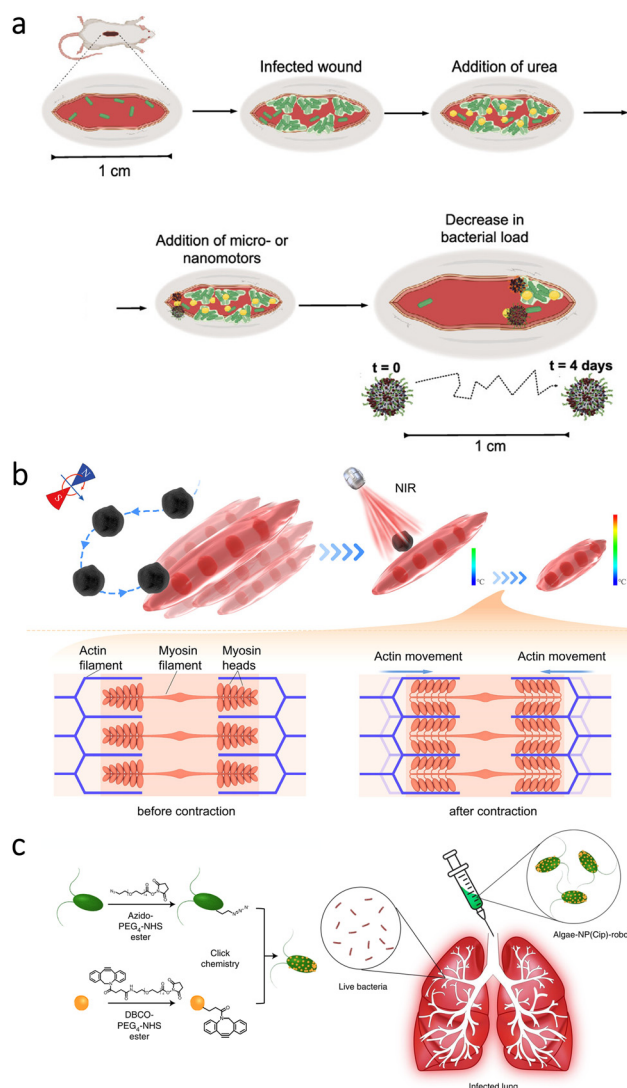 a
Infected wound
Addition of urea
1 cm
Addition of micro- or
nanomotors
Decrease in
bacterial load
t = 0
t = 4 days
1 cm
b
N
S
NIR
°C
°C
Actin
filament
Myosin
filament
Myosin
heads
Actin movement
Actin movement
before contraction
after contraction
c
Azido-
PEG₄-NHS
ester
Click
chemistry
DBCO-
PEG₄-NHS
ester
Live bacteria
Algae-NP(Cip)-robot
Infected lung